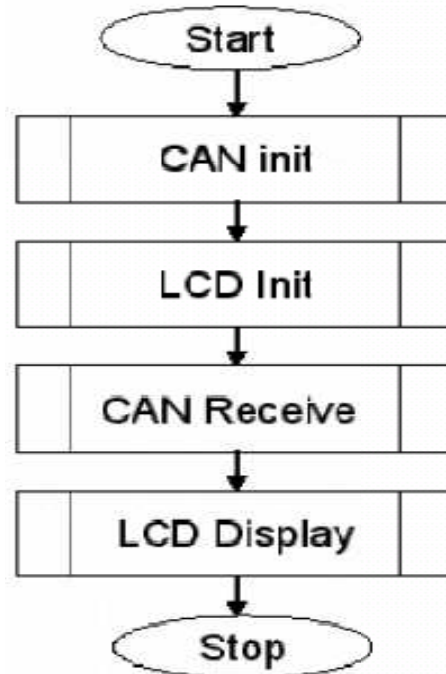 Start
CAN init
LCD Init
CAN Receive
LCD Display
Stop